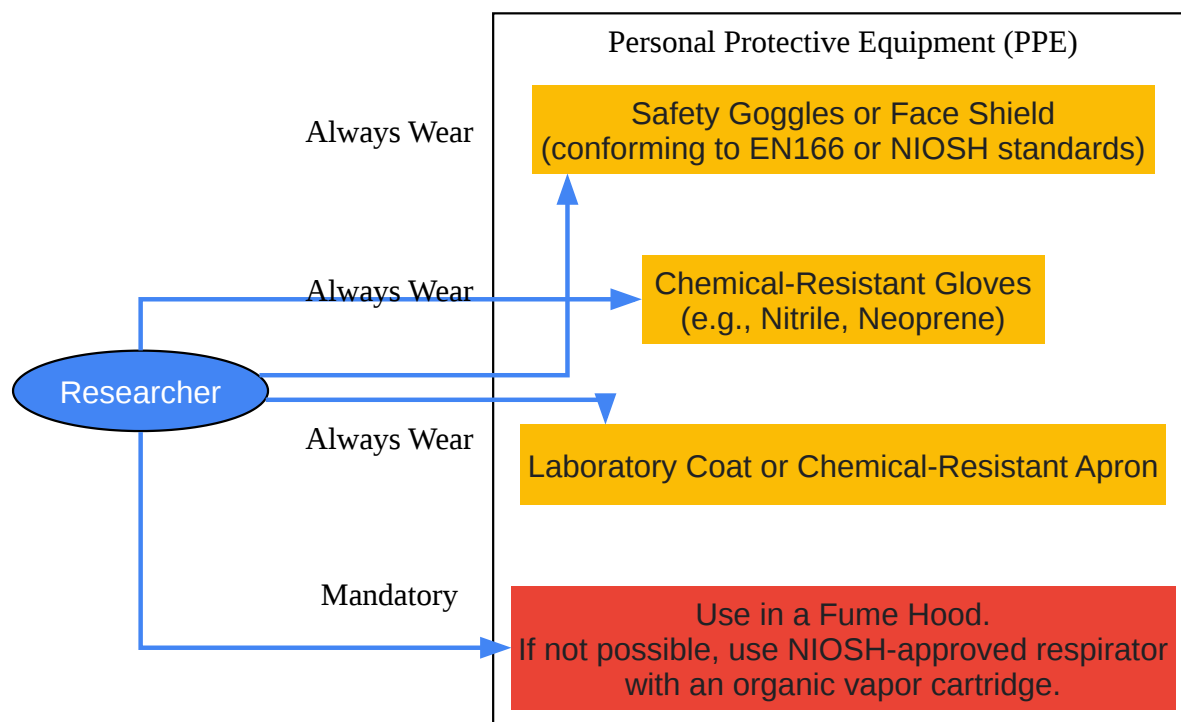 Personal Protective Equipment (PPE)
Always Wear
Safety Goggles or Face Shield
(conforming to EN166 or NIOSH standards)
Always Wear
Chemical-Resistant Gloves
(e.g., Nitrile, Neoprene)
Researcher
Always Wear
Laboratory Coat or Chemical-Resistant Apron
Mandatory
Use in a Fume Hood.
If not possible, use NIOSH-approved respirator
with an organic vapor cartridge.